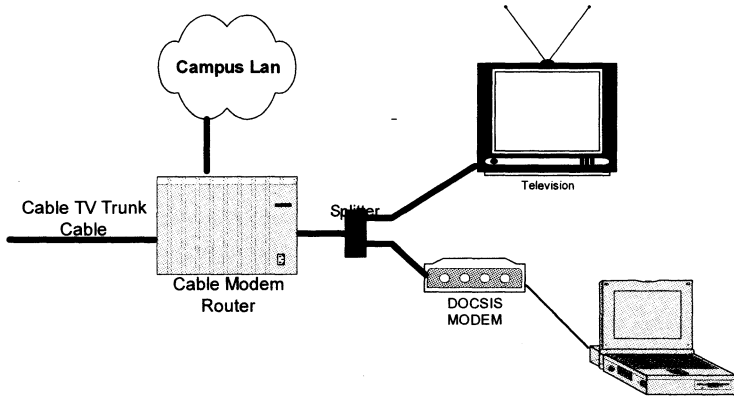 Campus Lan
Television
Cable TV Trunk
Cable
Splitter
Cable Modem
Router
DOCSIS
MODEM